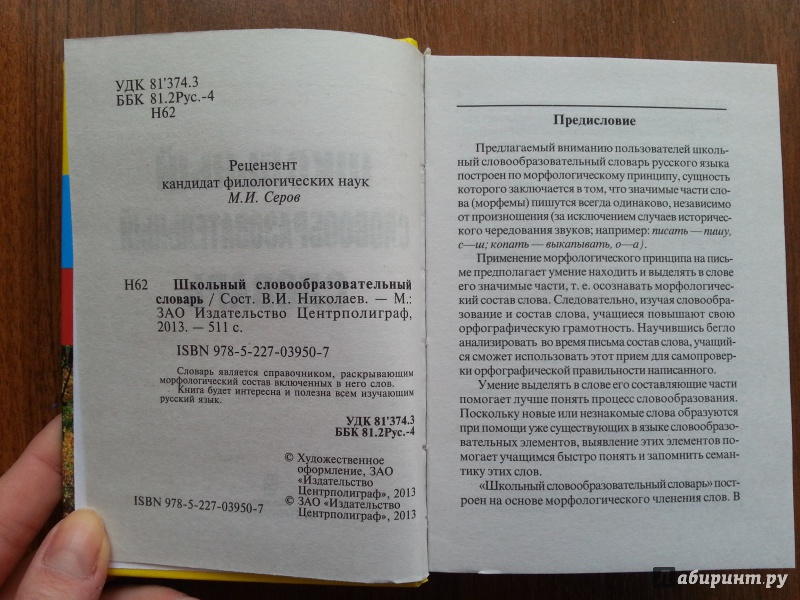 УДК 81'374.3
ББК 81.2Рус.-4
Н62
Рецензент
кандидат филологических наук
М.И. Серов
Н62 Школьный словообразовательный
словарь / Сост. В.И. Николаев. — М.:
ЗАО Издательство Центрполиграф,
2013. — 511 с.
ISBN 978-5-227-03950-7
Словарь является справочником, раскрывающим
морфологический состав включенных в него слов.
Книга будет интересна и полезна всем изучающим
русский язык.
УДК 81'374.3
ББК 81.2Рус.-4
© Художественное
оформление, ЗАО
«Издательство
Центрполиграф», 2013
© ЗАО «Издательство
Центрполиграф», 2013
ISBN 978-5-227-03950-7
Предисловие
Предлагаемый вниманию пользователей школь-
ный словообразовательный словарь русского языка
построен по морфологическому принципу, сущность
которого заключается в том, что значимые части сло-
ва (морфемы) пишутся всегда одинаково, независимо
от произношения (за исключением случаев историчес-
кого чередования звуков; например: писать — пишу,
с—ш; копать — выкапывать, о—а).
Применение морфологического принципа на пись-
ме предполагает умение находить и выделять в слове
его значимые части, т. е. осознавать морфологичес-
кий состав слова. Следовательно, изучая словообра-
зование и состав слова, учащиеся повышают свою
орфографическую грамотность. Научившись бегло
анализировать во время письма состав слова, учащий-
ся сможет использовать этот прием для самопровер-
ки орфографической правильности написанного.
Умение выделять в слове его составляющие части
помогает лучше понять процесс словообразования.
Поскольку новые или незнакомые слова образуются
при помощи уже существующих в языке словообразо-
вательных элементов, выявление этих элементов по-
могает учащимся быстро понять и запомнить семан-
тику этих слов.
«Школьный словообразовательный словарь» пост-
роен на основе морфологического членения слов. В
лабиринт.ру